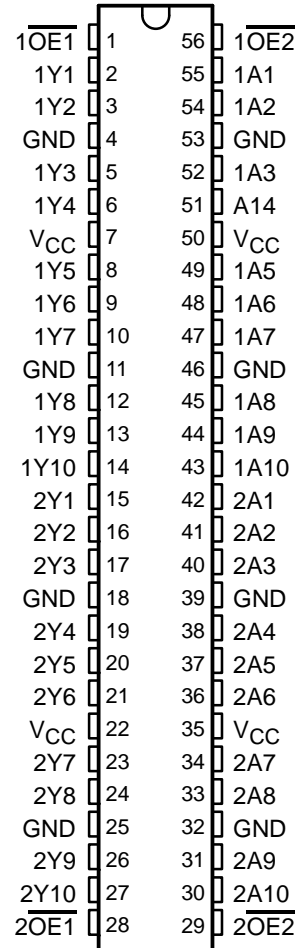 1OE1 1 56 1OE2
1Y1 2 55 1A1
1Y2 3 54 1A2
GND 4 53 GND
1Y3 5 52 1A3
1Y4 6 51 A14
VCC 7 50 VCC
1Y5 8 49 1A5
1Y6 9 48 1A6
1Y7 10 47 1A7
GND 11 46 GND
1Y8 12 45 1A8
1Y9 13 44 1A9
1Y10 14 43 1A10
2Y1 15 42 2A1
2Y2 16 41 2A2
2Y3 17 40 2A3
GND 18 39 GND
2Y4 19 38 2A4
2Y5 20 37 2A5
2Y6 21 36 2A6
VCC 22 35 VCC
2Y7 23 34 2A7
2Y8 24 33 2A8
GND 25 32 GND
2Y9 26 31 2A9
2Y10 27 30 2A10
2OE1 28 29 2OE2